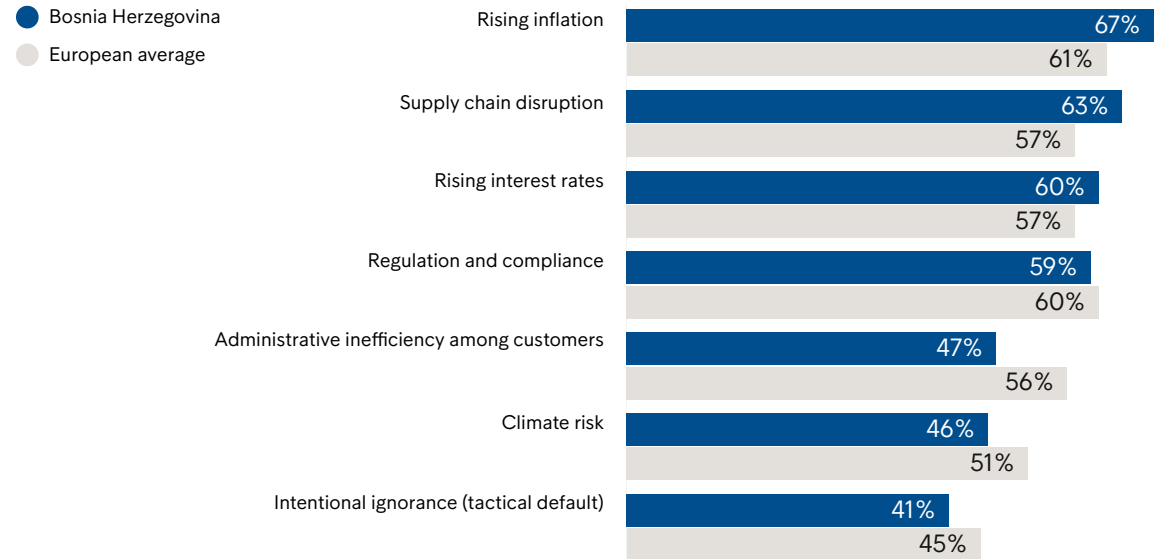 Bosnia Herzegovina
European average
Rising inflation
67%
61%
Supply chain disruption
63%
57%
Rising interest rates
60%
57%
Regulation and compliance
59%
60%
Administrative inefficiency among customers
47%
56%
Climate risk
46%
51%
Intentional ignorance (tactical default)
41%
45%